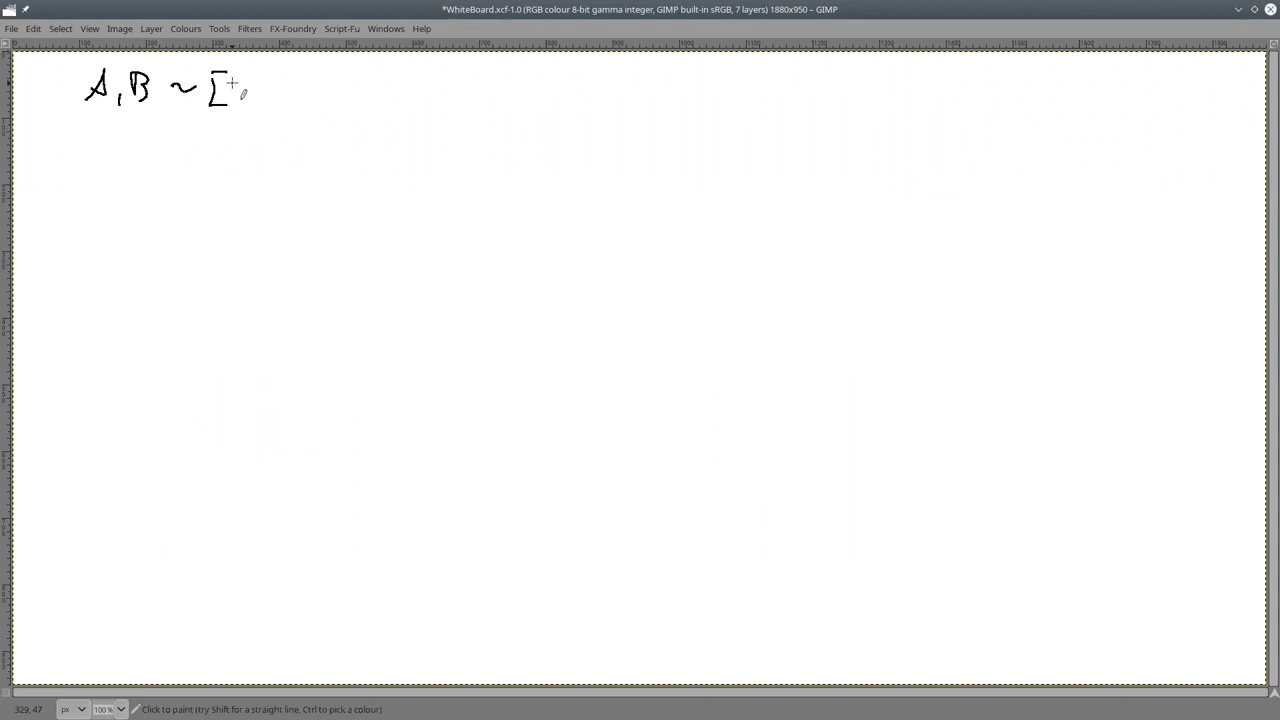 *WhiteBoard.xcf-1.0 (RGB colour 8-bit gamma integer, GIMP built-in sRGB, 7 layers) 1880x950 – GIMP
File Edit Select View Image Layer Colours Tools Filters FX-Foundry Script-Fu Windows Help
A, B ~ [
329, 47 px 100 % Click to paint (try Shift for a straight line, Ctrl to pick a colour)